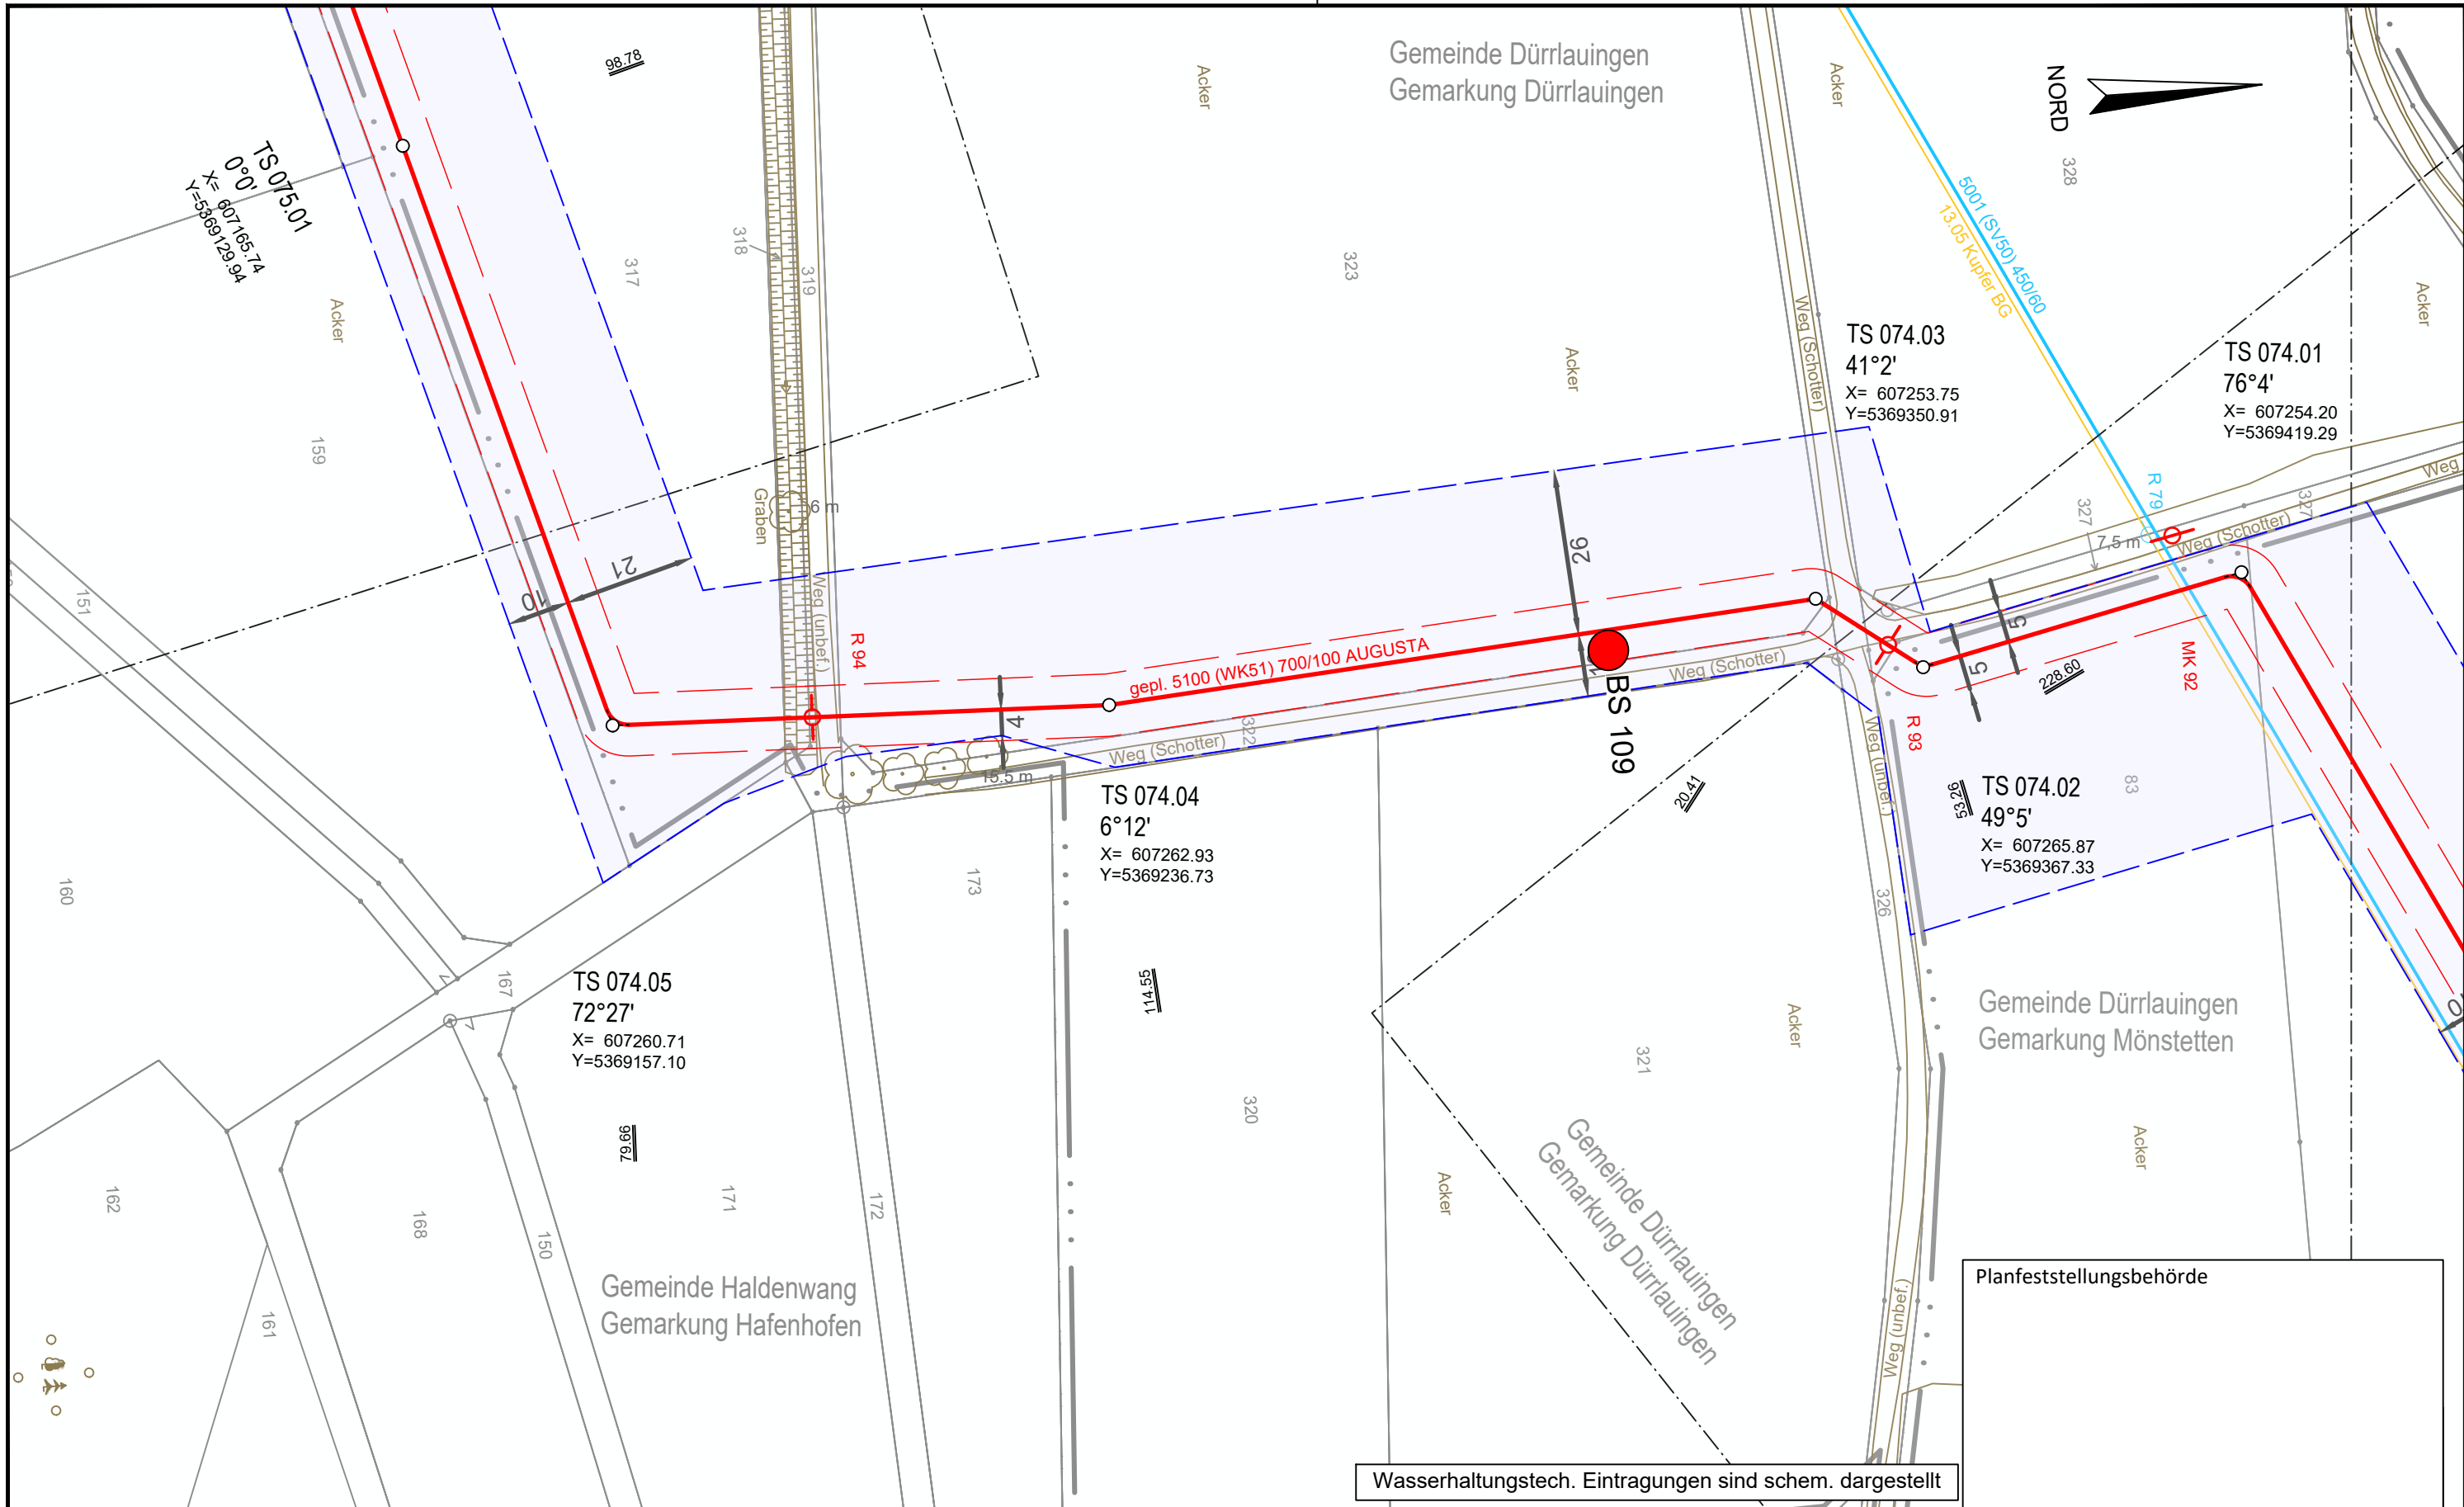 Gemeinde Dürrlauingen
Gemarkung Dürrlauingen
NORD
98.78
Acker
Acker
328
TS 075.01
0°0'
X= 607165.74
Y=5369129.94
5001 (SV50) 450/60
13.05 Kupfer BG
318
319
317
323
Acker
Acker
Acker
159
Weg (Schotter)
TS 074.03
41°2'
X= 607253.75
Y=5369350.91
TS 074.01
76°4'
X= 607254.20
Y=5369419.29
Weg
R 79
327
327
7,5 m
Weg (Schotter)
Graben
6 m
26
21
10
151
Weg (unbef.)
R 94
gepl. 5100 (WK51) 700/100 AUGUSTA
5
5
228.60
MK 92
Weg (Schotter)
BS 109
4
322
Weg (Schotter)
15.5 m
R 93
Weg (unbef.)
20.41
53.26
TS 074.02
49°5'
X= 607265.87
Y=5369367.33
83
TS 074.04
6°12'
X= 607262.93
Y=5369236.73
160
173
326
167
7
7
TS 074.05
72°27'
X= 607260.71
Y=5369157.10
114.55
Acker
Gemeinde Dürrlauingen
Gemarkung Mönstetten
321
320
79.66
Acker
Acker
162
168
150
171
172
161
Gemeinde Haldenwang
Gemarkung Hafenhofen
Gemeinde Dürrlauingen
Gemarkung Dürrlauingen
Weg (unbef.)
Planfeststellungsbehörde
Wasserhaltungstech. Eintragungen sind schem. dargestellt